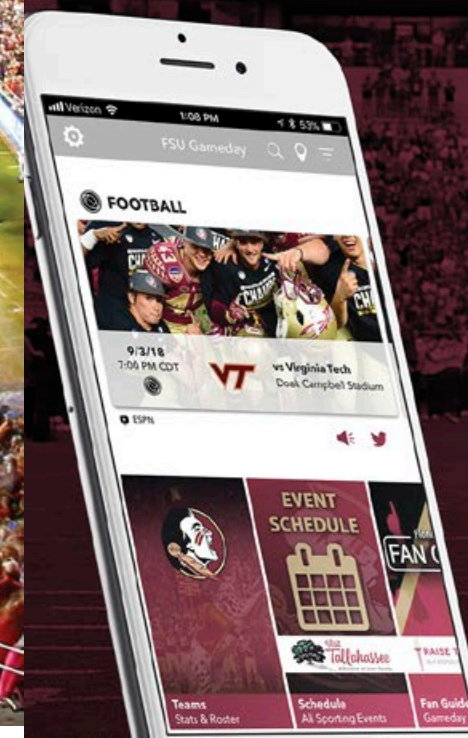 Verizon 1:08 PM 53%
FSU Gameday
FOOTBALL
9/3/18
7:00 PM CDT
VT
vs Virginia Tech
Doak Campbell Stadium
ESPN
EVENT
SCHEDULE
FAN
Visit
Tallahassee
RAISE
Teams
Stats & Roster
Schedule
All Sporting Events
Fan Guide
Gameday